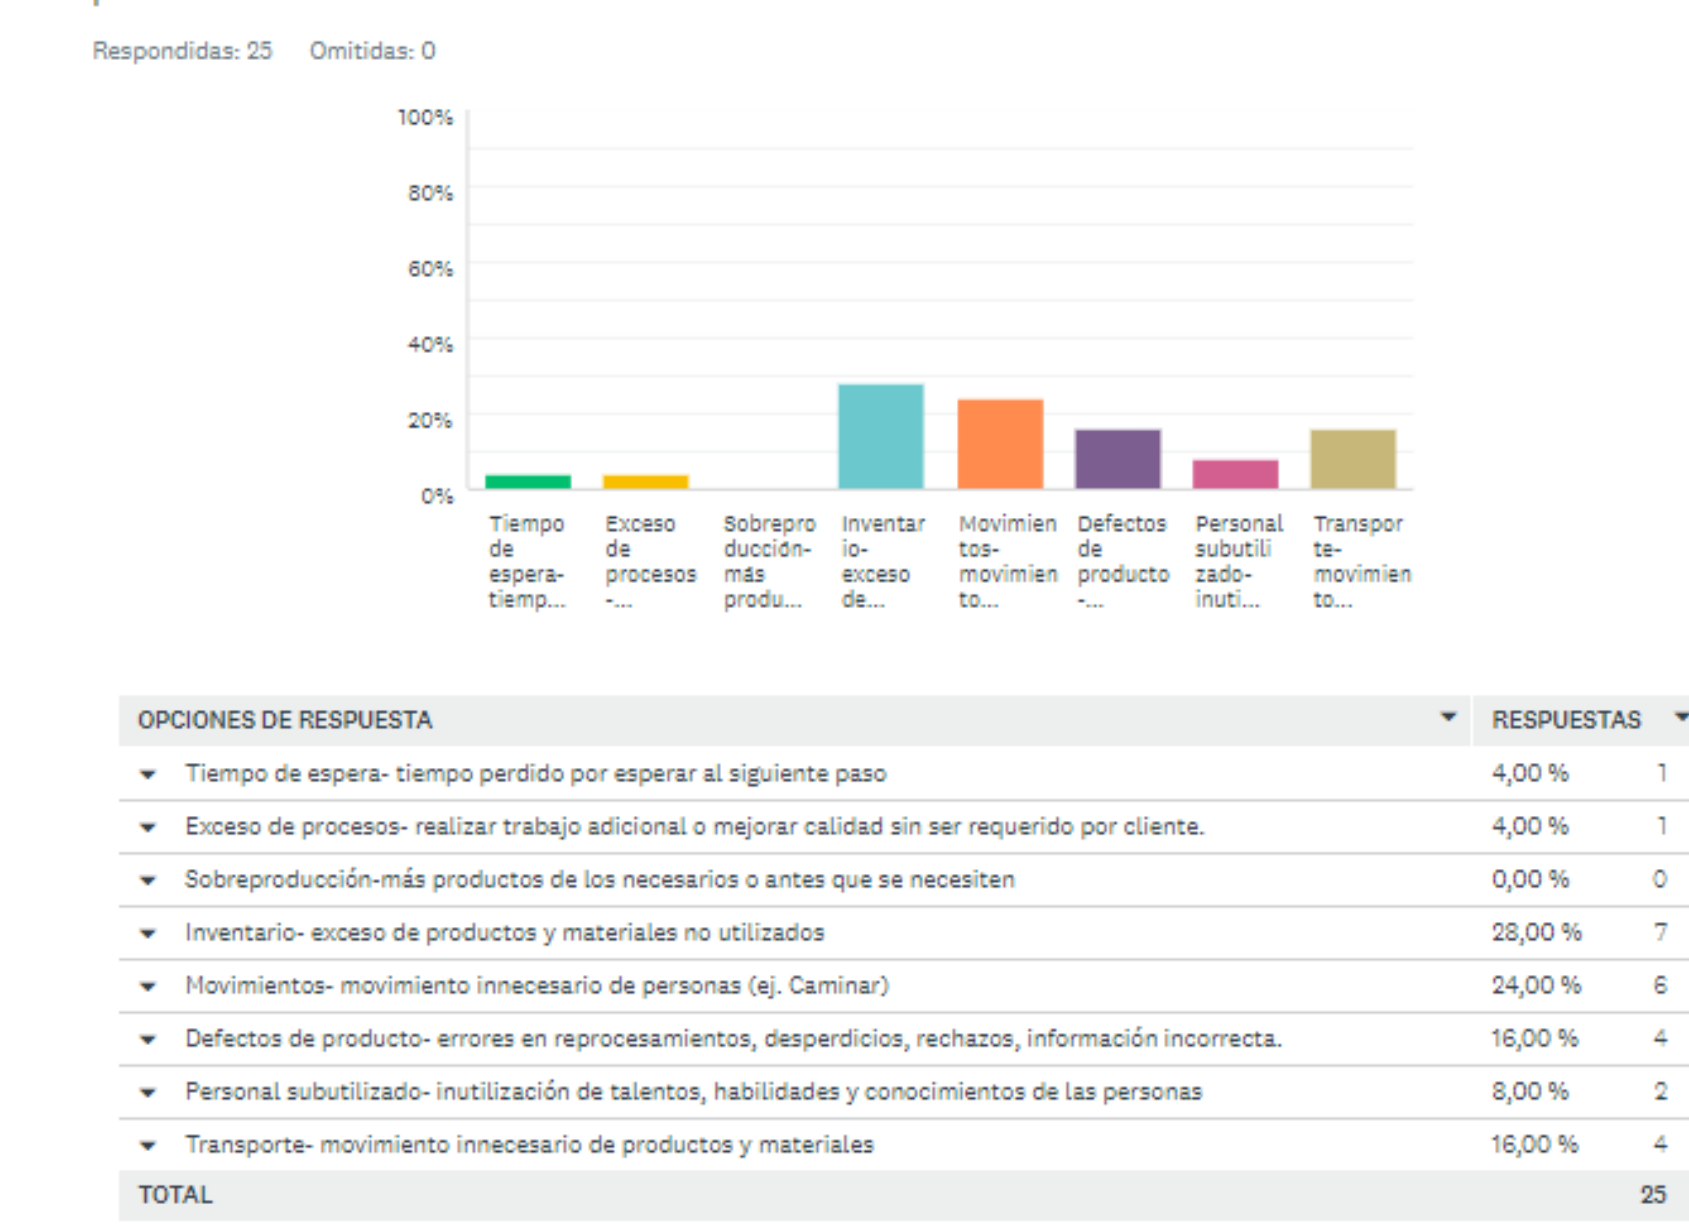 Respondidas: 25 Omitidas: 0
100%
80%
60%
40%
20%
0%
Tiempo
de
espera-
tiemp...
Exceso
de
procesos
-...
Sobrepro
ducción-
más
produ...
Inventar
io-
exceso
de...
Movimien
tos-
movimien
to...
Defectos
de
producto
-...
Personal
subutili
zado-
inuti...
Transpor
te-
movimien
to...
OPCIONES DE RESPUESTA RESPUESTAS
Tiempo de espera- tiempo perdido por esperar al siguiente paso 4,00 % 1
Exceso de procesos- realizar trabajo adicional o mejorar calidad sin ser requerido por cliente. 4,00 % 1
Sobreproducción-más productos de los necesarios o antes que se necesiten 0,00 % 0
Inventario- exceso de productos y materiales no utilizados 28,00 % 7
Movimientos- movimiento innecesario de personas (ej. Caminar) 24,00 % 6
Defectos de producto- errores en reprocesamientos, desperdicios, rechazos, información incorrecta. 16,00 % 4
Personal subutilizado- inutilización de talentos, habilidades y conocimientos de las personas 8,00 % 2
Transporte- movimiento innecesario de productos y materiales 16,00 % 4
TOTAL 25